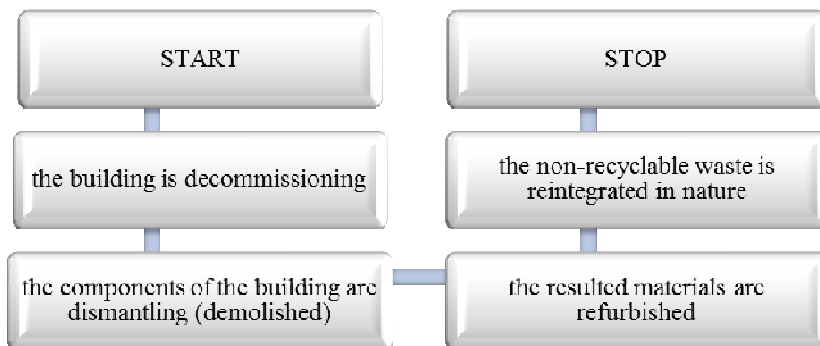 START
the building is decommissioning
the components of the building are
dismantling (demolished)
the resulted materials are
refurbished
the non-recyclable waste is
reintegrated in nature
STOP